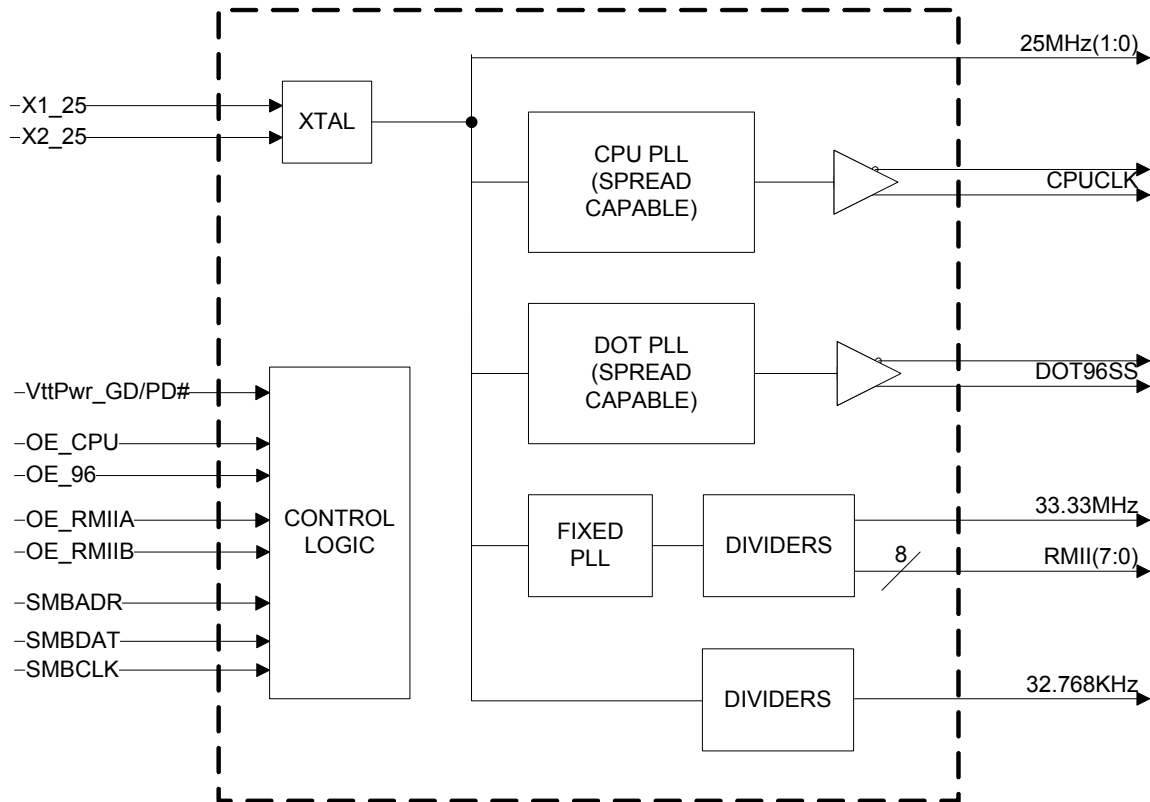 25MHz(1:0)
X1_25
X2_25
XTAL
CPU PLL
(SPREAD
CAPABLE)
CPUCLK
DOT PLL
(SPREAD
CAPABLE)
DOT96SS
VttPwr_GD/PD#
OE_CPU
OE_96
OE_RMIIA
OE_RMIIB
SMBADR
SMBDAT
SMBCLK
CONTROL
LOGIC
FIXED
PLL
DIVIDERS
33.33MHz
8
RMII(7:0)
DIVIDERS
32.768KHz